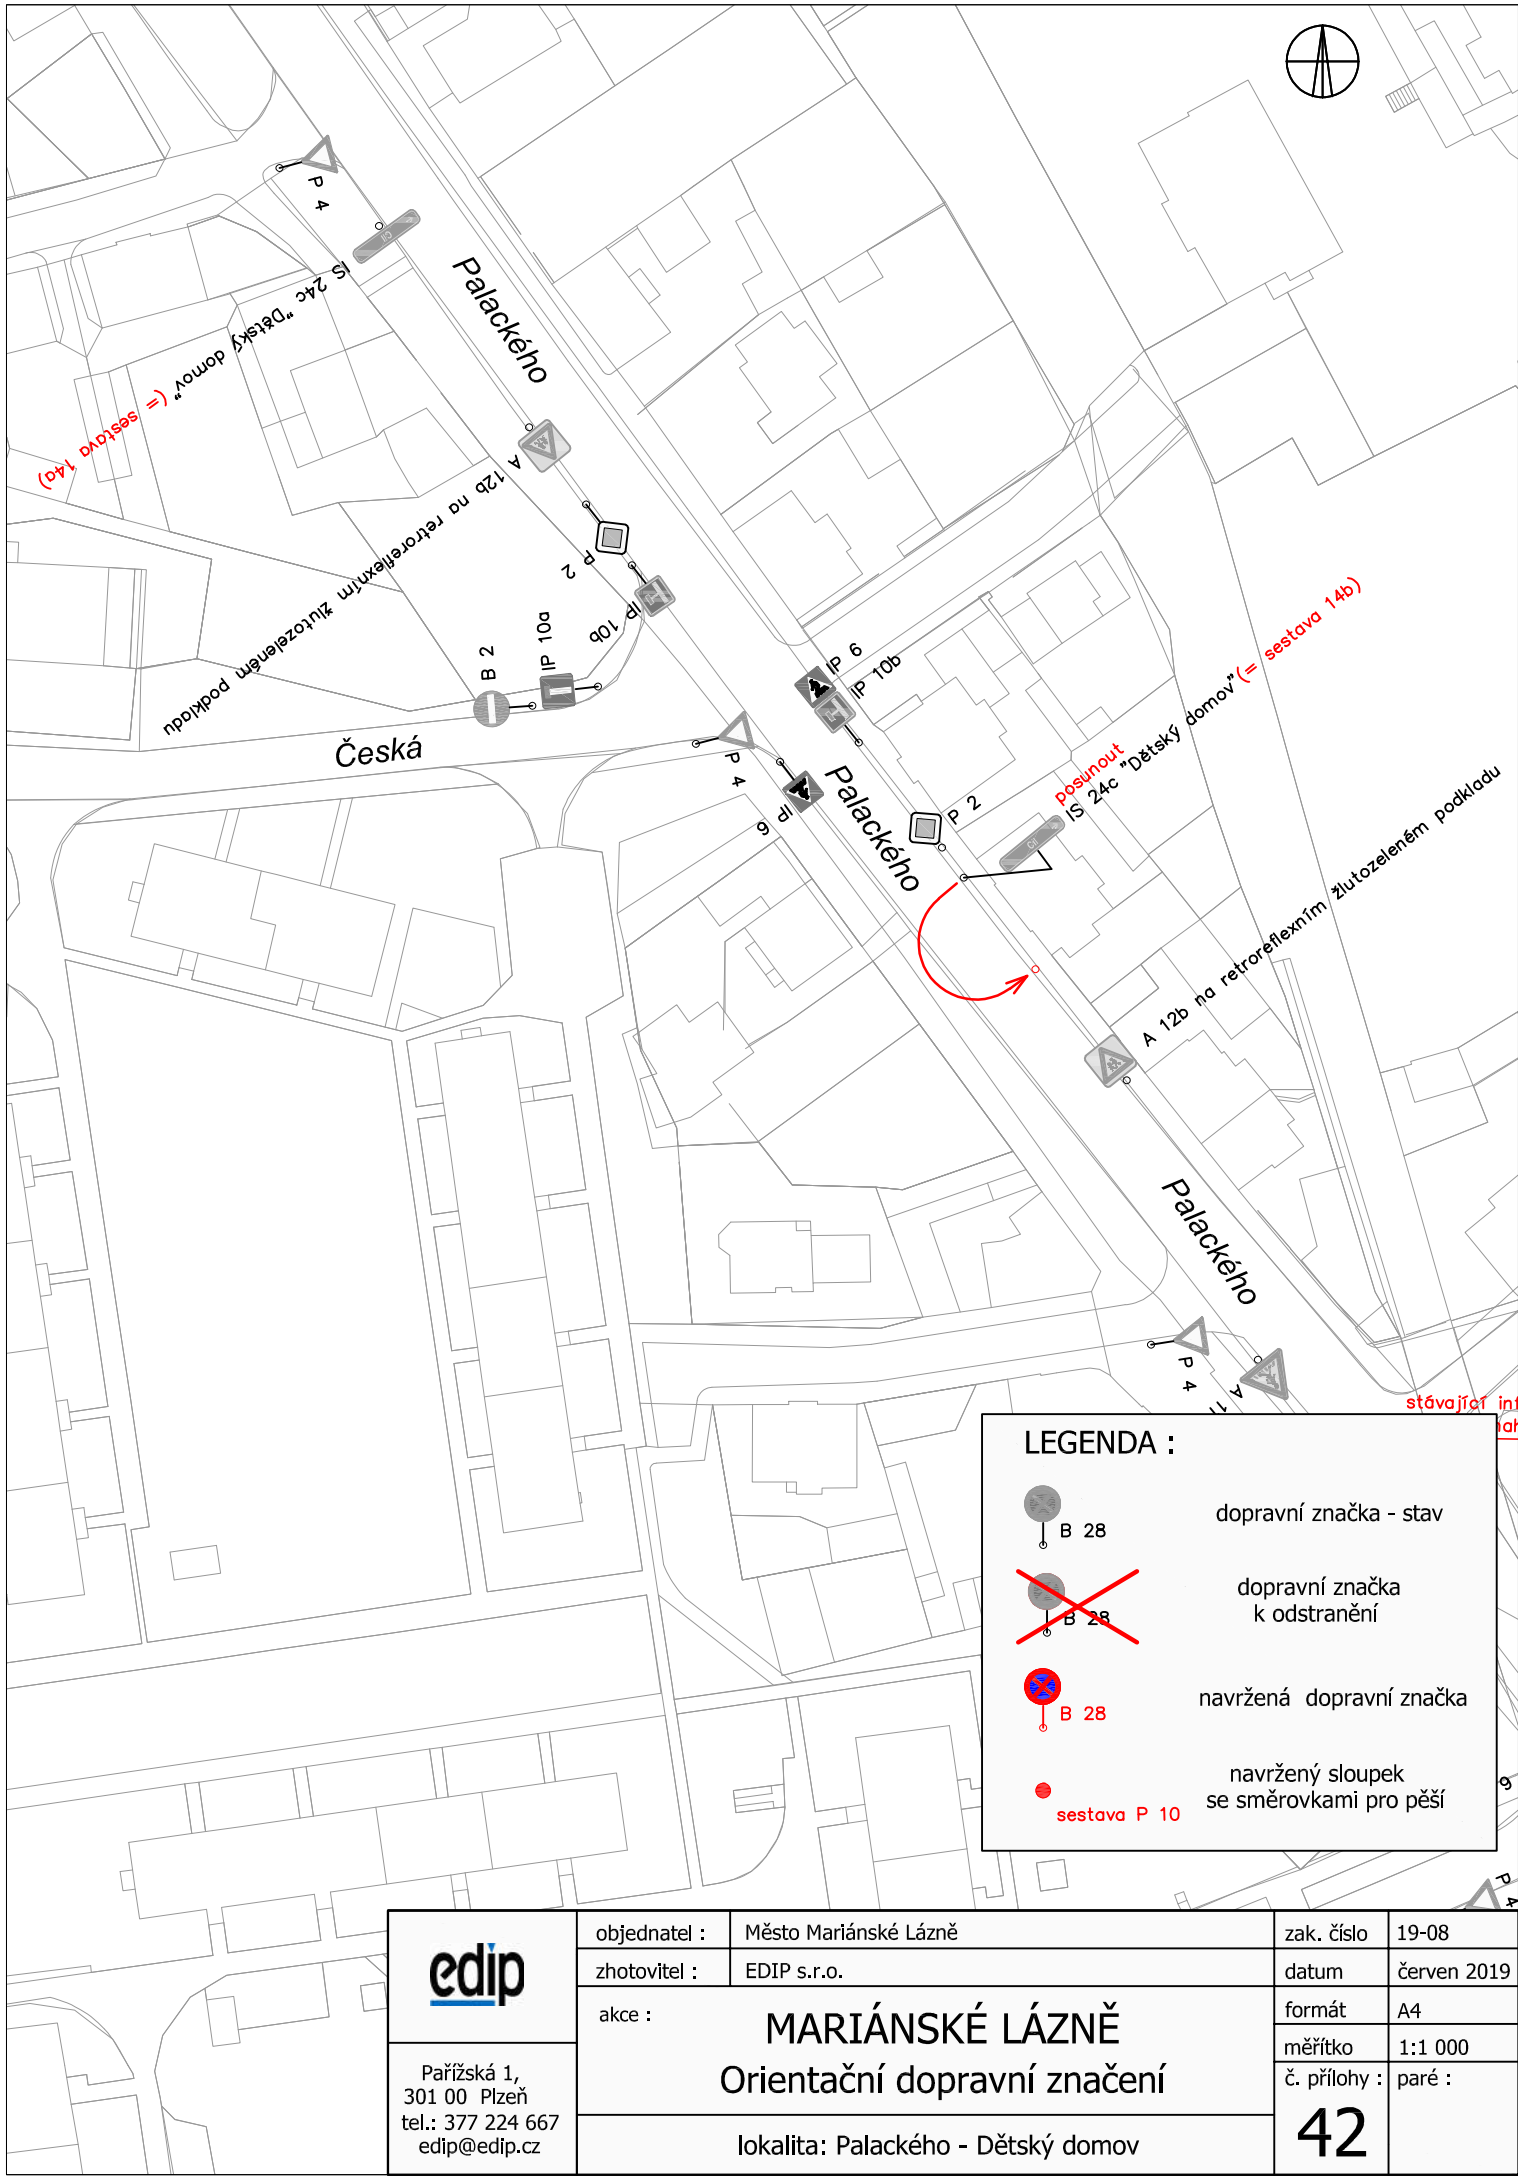 P 4
IS 24c "Dětský domov" (= sestava 14a)
Palackého
A 12b na retroreflexním žlutozeleném podkladu
P 2
IP 10b
IP 10a
B 2
Česká
P 4
IP 6
IP 6
IP 10b
Palackého
P 2
posunout
IS 24c "Dětský domov" (= sestava 14b)
A 12b na retroreflexním žlutozeleném podkladu
Palackého
P 4
A 11
stávající
LEGENDA :
B 28
dopravní značka - stav
B 28
dopravní značka
k odstranění
B 28
navržená dopravní značka
sestava P 10
navržený sloupek
se směrovkami pro pěší
6
P 4
edip
Pařížská 1,
301 00 Plzeň
tel.: 377 224 667
edip@edip.cz
objednatel : Město Mariánské Lázně
zhotovitel : EDIP s.r.o.
akce :
MARIÁNSKÉ LÁZNĚ
Orientační dopravní značení
lokalita: Palackého - Dětský domov
zak. číslo 19-08
datum červen 2019
formát A4
měřítko 1:1 000
č. přílohy : paré :
42